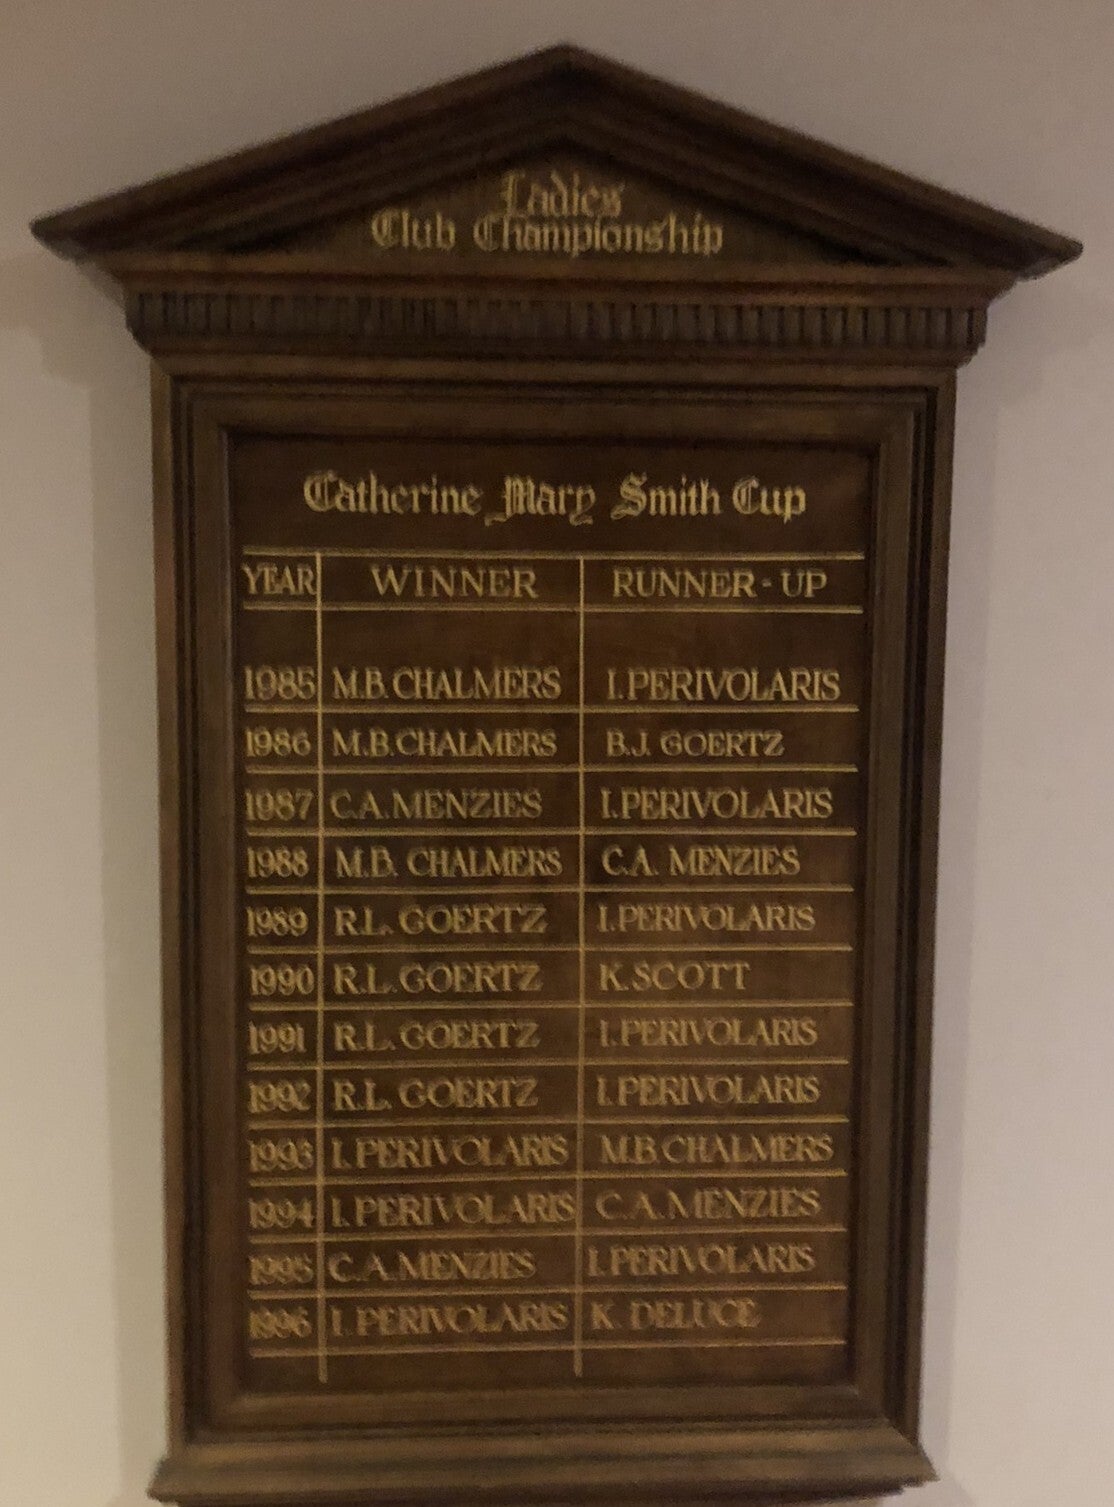 Ladies
Club Championship
Catherine Mary Smith Cup
YEAR WINNER RUNNER-UP
1985 M.B. CHALMERS I. PERIVOLARIS
1986 M.B. CHALMERS B.J. GOERTZ
1987 C.A. MENZIES I. PERIVOLARIS
1988 M.B. CHALMERS C.A. MENZIES
1989 R.L. GOERTZ I. PERIVOLARIS
1990 R.L. GOERTZ K. SCOTT
1991 R.L. GOERTZ I. PERIVOLARIS
1992 R.L. GOERTZ I. PERIVOLARIS
1993 I. PERIVOLARIS M.B. CHALMERS
1994 I. PERIVOLARIS C.A. MENZIES
1995 C.A. MENZIES I. PERIVOLARIS
1996 I. PERIVOLARIS K. DELUCE